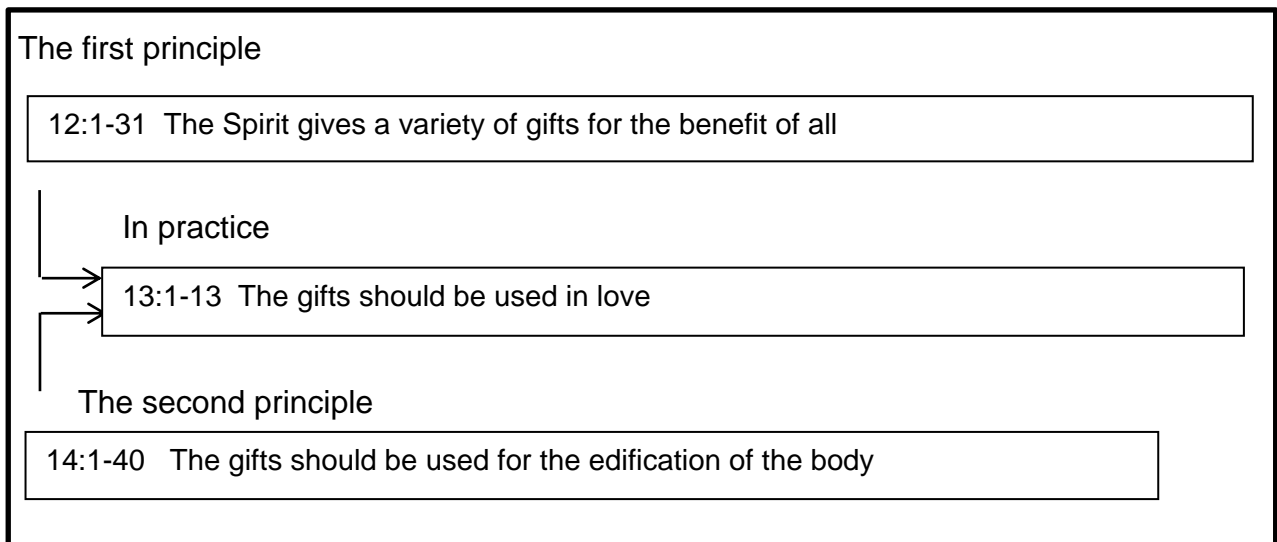 The first principle
12:1-31 The Spirit gives a variety of gifts for the benefit of all
In practice
13:1-13 The gifts should be used in love
The second principle
14:1-40 The gifts should be used for the edification of the body